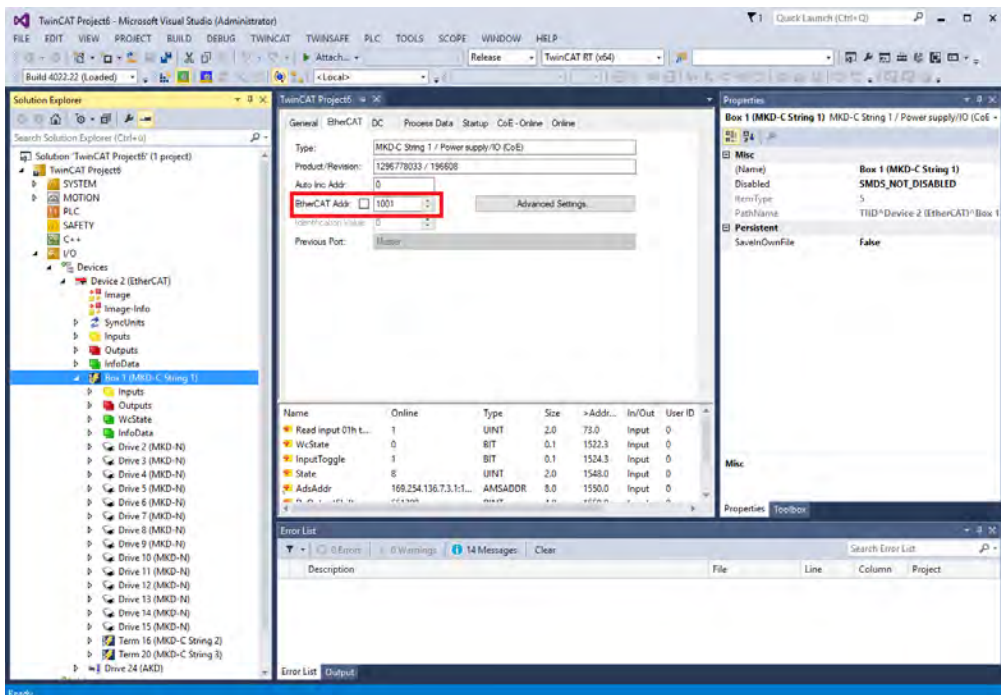 TwinCAT Project6 - Microsoft Visual Studio (Administrator)
1
Quick Launch (Ctrl+Q)
FILE EDIT VIEW PROJECT BUILD DEBUG TWINCAT TWINSAFE PLC TOOLS SCOPE WINDOW HELP
Attach...
Release
TwinCAT RT (x64)
Build 4022.22 (Loaded)
<Local>
Solution Explorer
Search Solution Explorer (Ctrl+ü)
Solution 'TwinCAT Project6' (1 project)
TwinCAT Project6
SYSTEM
MOTION
PLC
SAFETY
C++
I/O
Devices
Device 2 (EtherCAT)
Image
Image-Info
SyncUnits
Inputs
Outputs
InfoData
Box 1 (MKD-C String 1)
Inputs
Outputs
WcState
InfoData
Drive 2 (MKD-N)
Drive 3 (MKD-N)
Drive 4 (MKD-N)
Drive 5 (MKD-N)
Drive 6 (MKD-N)
Drive 7 (MKD-N)
Drive 8 (MKD-N)
Drive 9 (MKD-N)
Drive 10 (MKD-N)
Drive 11 (MKD-N)
Drive 12 (MKD-N)
Drive 13 (MKD-N)
Drive 14 (MKD-N)
Drive 15 (MKD-N)
Term 16 (MKD-C String 2)
Term 20 (MKD-C String 3)
Drive 24 (AKD)
TwinCAT Project6
General EtherCAT DC Process Data Startup CoE - Online Online
Type: MKD-C String 1 / Power supply/IO (CoE)
Product/Revision: 1296778033 / 196608
Auto Inc Addr: 0
EtherCAT Addr: 1001 Advanced Settings...
Identification Value: 0
Previous Port: Master
Name Online Type Size >Addr... In/Out User ID
Read input 01h t... 1 UINT 2.0 73.0 Input 0
WcState 0 BIT 0.1 1522.3 Input 0
InputToggle 1 BIT 0.1 1524.3 Input 0
State 8 UINT 2.0 1548.0 Input 0
AdsAddr 169.254.136.7.3.1:1... AMSADDR 8.0 1550.0 Input 0
Error List
0 Errors 0 Warnings 14 Messages Clear
Search Error List
Description File Line Column Project
Error List Output
Properties
Box 1 (MKD-C String 1) MKD-C String 1 / Power supply/IO (CoE
Misc
(Name) Box 1 (MKD-C String 1)
Disabled SMDS_NOT_DISABLED
ItemType 5
PathName TIID^Device 2 (EtherCAT)^Box 1
Persistent
SaveInOwnFile False
Misc
Properties Toolbox
Ready